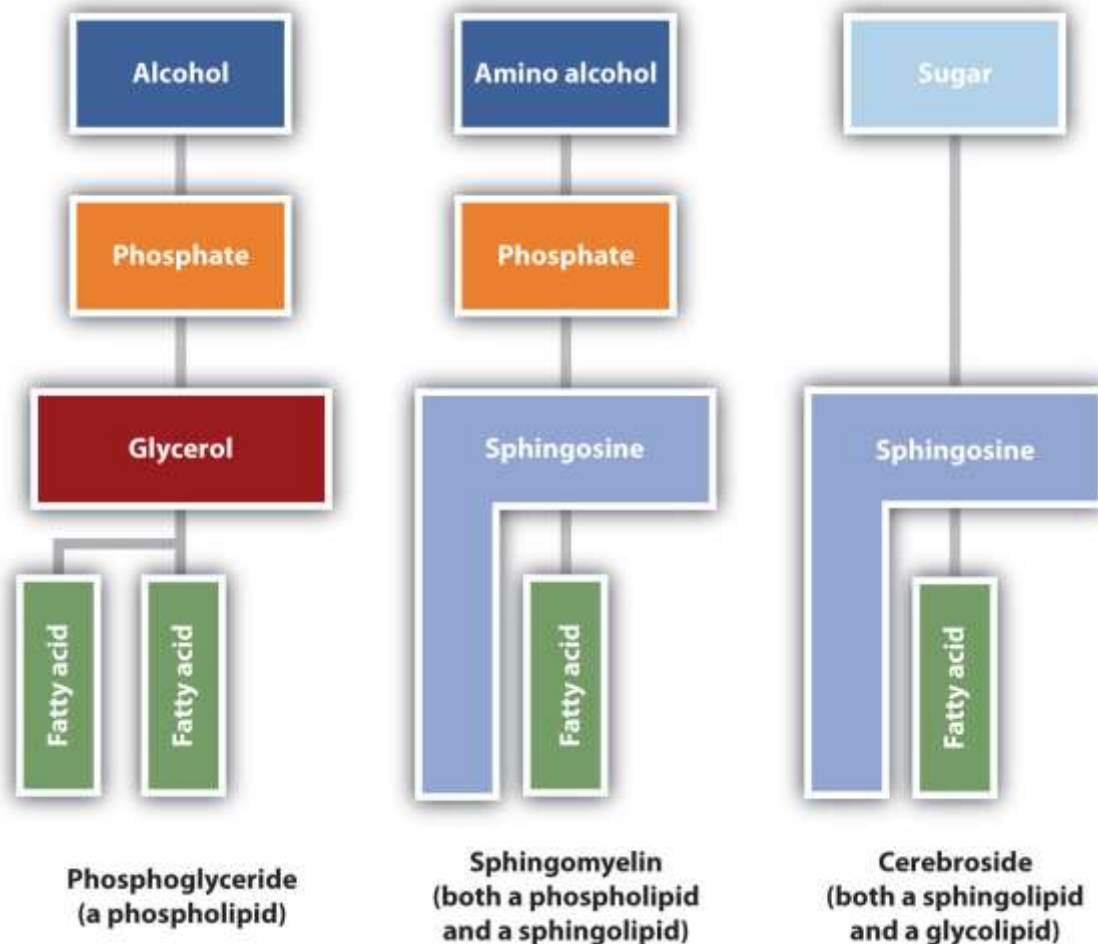 Alcohol
Phosphate
Glycerol
Fatty acid
Fatty acid
Phosphoglyceride
(a phospholipid)
Amino alcohol
Phosphate
Sphingosine
Fatty acid
Sphingomyelin
(both a phospholipid
and a sphingolipid)
Sugar
Sphingosine
Fatty acid
Cerebroside
(both a sphingolipid
and a glycolipid)